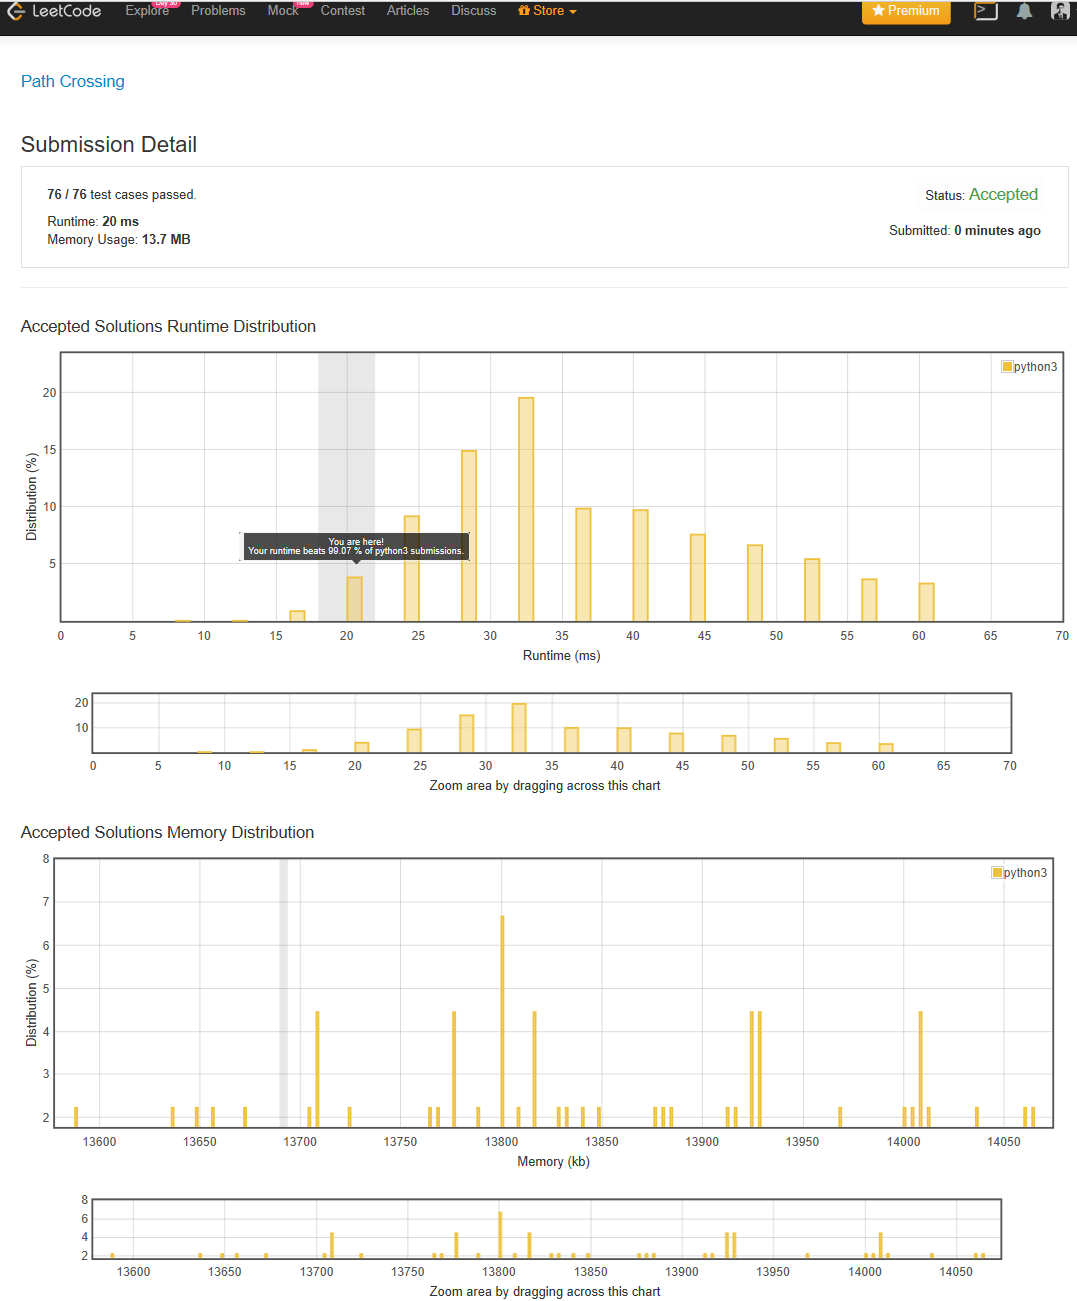 LeetCode Explore Day 30 Problems Mock new Contest Articles Discuss Store Premium
Path Crossing
Submission Detail
76 / 76 test cases passed.
Status: Accepted
Runtime: 20 ms
Submitted: 0 minutes ago
Memory Usage: 13.7 MB
Accepted Solutions Runtime Distribution
python3
20
15
10
5
Distribution (%)
You are here!
Your runtime beats 99.07 % of python3 submissions.
0 5 10 15 20 25 30 35 40 45 50 55 60 65 70
Runtime (ms)
20
10
0 5 10 15 20 25 30 35 40 45 50 55 60 65 70
Zoom area by dragging across this chart
Accepted Solutions Memory Distribution
python3
8
7
6
5
4
3
2
Distribution (%)
13600 13650 13700 13750 13800 13850 13900 13950 14000 14050
Memory (kb)
8
6
4
2
13600 13650 13700 13750 13800 13850 13900 13950 14000 14050
Zoom area by dragging across this chart